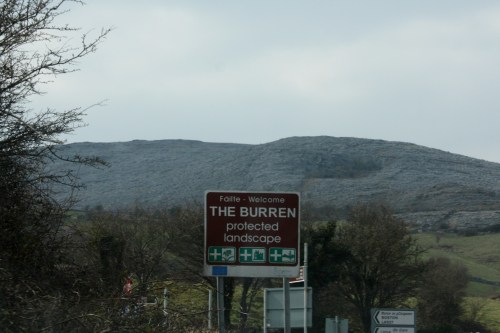 Fáilte - Welcome
THE BURREN
protected
landscape